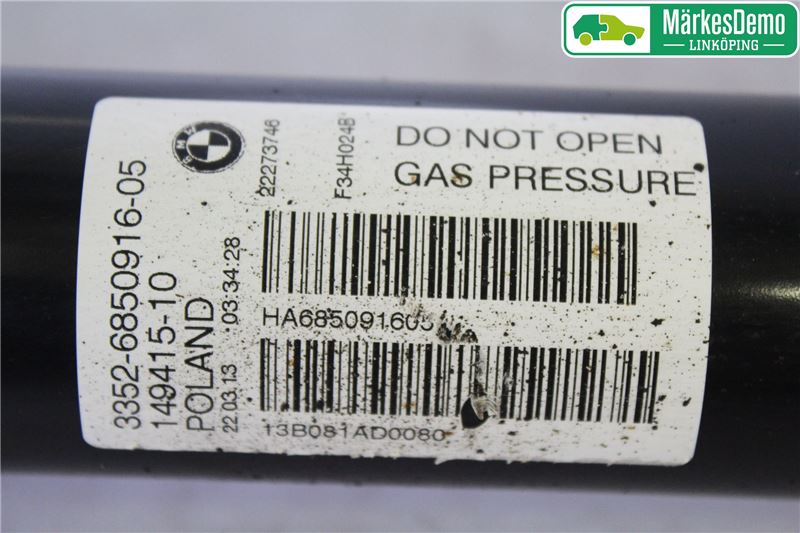 MärkesDemo
LINKÖPING
BMW
3352-6850916-05
149415-10
POLAND
22.03.13 03:34:28
22273746
F34H024B
DO NOT OPEN
GAS PRESSURE
HA685091605
13B081AD0080